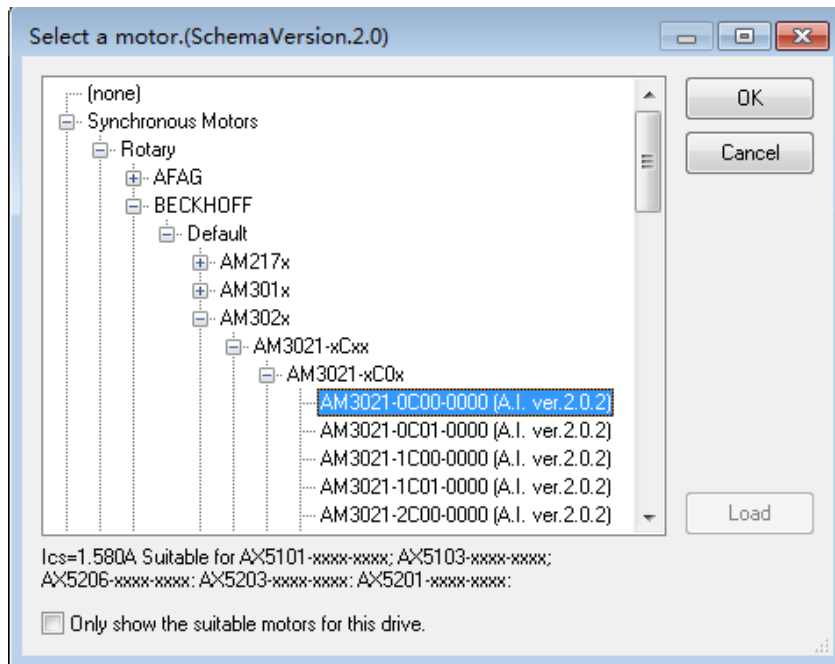 Select a motor.(SchemaVersion.2.0)
(none)
Synchronous Motors
Rotary
AFAG
BECKHOFF
Default
AM217x
AM301x
AM302x
AM3021-xCxx
AM3021-xC0x
AM3021-0C00-0000 (A.I. ver.2.0.2)
AM3021-0C01-0000 (A.I. ver.2.0.2)
AM3021-1C00-0000 (A.I. ver.2.0.2)
AM3021-1C01-0000 (A.I. ver.2.0.2)
AM3021-2C00-0000 (A.I. ver.2.0.2)
OK
Cancel
Load
Ics=1.580A Suitable for AX5101-xxxx-xxxx; AX5103-xxxx-xxxx;
AX5206-xxxx-xxxx: AX5203-xxxx-xxxx: AX5201-xxxx-xxxx:
Only show the suitable motors for this drive.